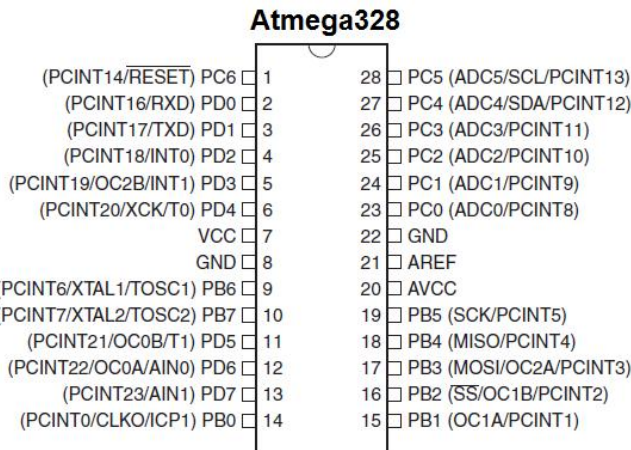 Atmega328
(PCINT14/RESET) PC6 1 28 PC5 (ADC5/SCL/PCINT13)
(PCINT16/RXD) PD0 2 27 PC4 (ADC4/SDA/PCINT12)
(PCINT17/TXD) PD1 3 26 PC3 (ADC3/PCINT11)
(PCINT18/INT0) PD2 4 25 PC2 (ADC2/PCINT10)
(PCINT19/OC2B/INT1) PD3 5 24 PC1 (ADC1/PCINT9)
(PCINT20/XCK/T0) PD4 6 23 PC0 (ADC0/PCINT8)
VCC 7 22 GND
GND 8 21 AREF
(PCINT6/XTAL1/TOSC1) PB6 9 20 AVCC
(PCINT7/XTAL2/TOSC2) PB7 10 19 PB5 (SCK/PCINT5)
(PCINT21/OC0B/T1) PD5 11 18 PB4 (MISO/PCINT4)
(PCINT22/OC0A/AIN0) PD6 12 17 PB3 (MOSI/OC2A/PCINT3)
(PCINT23/AIN1) PD7 13 16 PB2 (SS/OC1B/PCINT2)
(PCINT0/CLKO/ICP1) PB0 14 15 PB1 (OC1A/PCINT1)